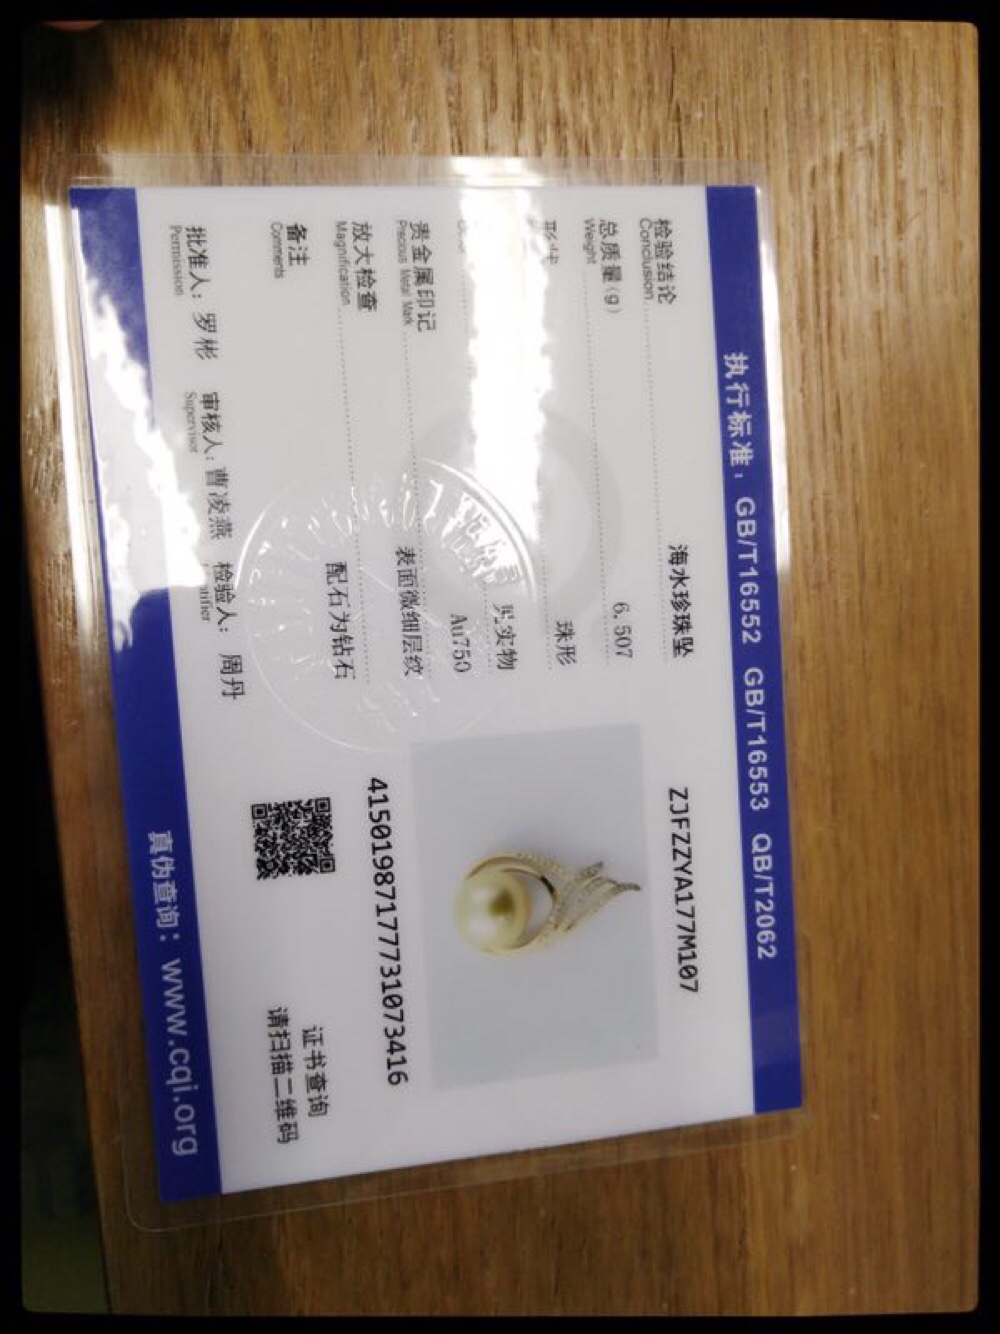 执行标准：GB/T16552 GB/T16553 QB/T2062
检验结论 海水珍珠坠
Conclusion
总质量(g) 6.507
Weight
形状 珠形
见实物
贵金属印记 Au750
Precious Metal Mark
放大检查 表面微细层纹
Magnification
备注 配石为钻石
Comments
批准人：罗彬 审核人：曹凌燕 检验人：周丹
Permission Supervisor
ZJFZZYA177M107
41501987177731073416
证书查询
请扫描二维码
真伪查询：www.cqi.org